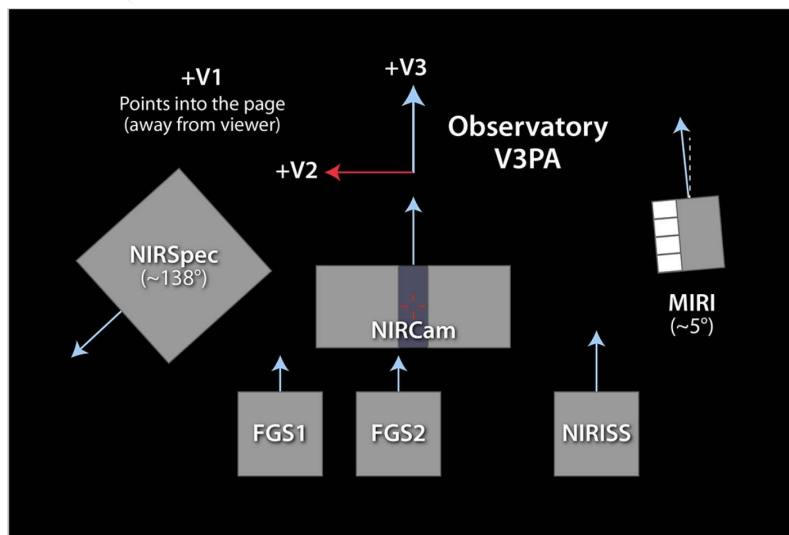 +V1
Points into the page
(away from viewer)
+V3
Observatory
V3PA
+V2
NIRSpec
(~138°)
NIRCam
MIRI
(~5°)
FGS1
FGS2
NIRISS